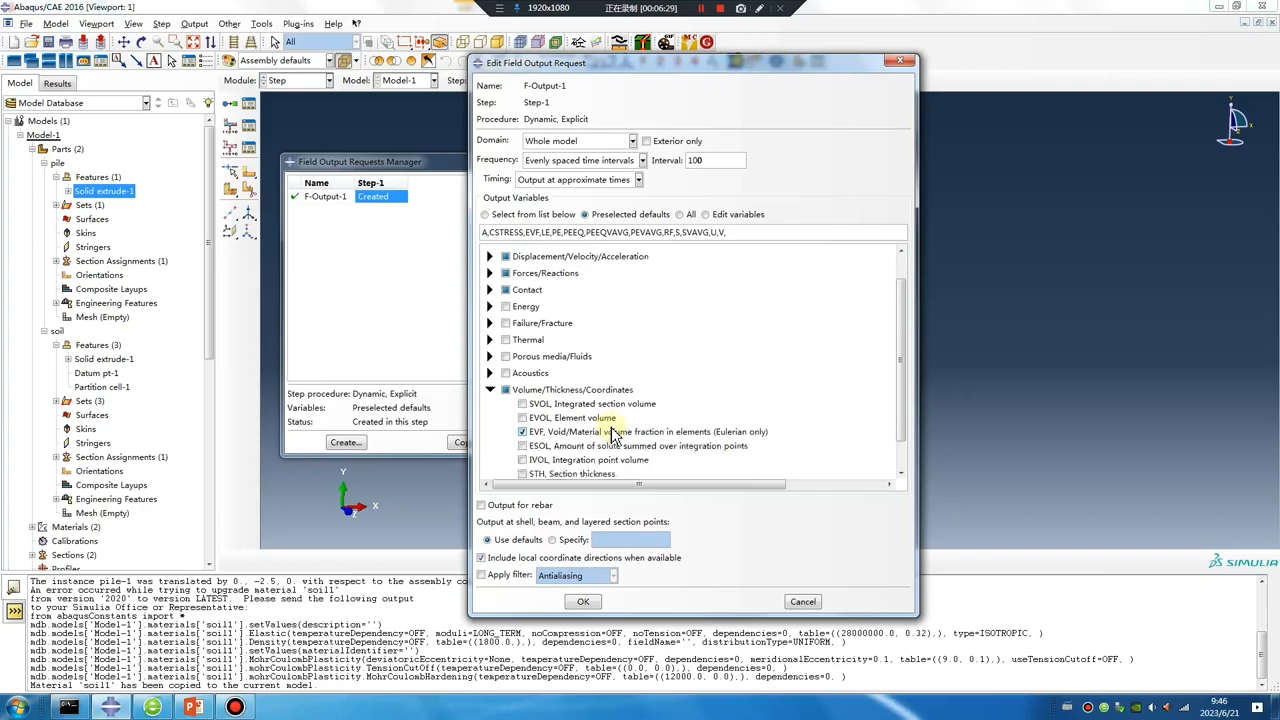 Abaqus/CAE [Viewport: 1]
1920x1080
正在录制 [00:06:29]
File
Model
Viewport
View
Step
Output
Other
Tools
Plug-ins
Help
All
Assembly defaults
Model
Results
Module:
Step
Model:
Model-1
Step:
Model Database
Models (1)
Model-1
Parts (2)
pile
Features (1)
Solid extrude-1
Sets (1)
Surfaces
Skins
Stringers
Section Assignments (1)
Orientations
Composite Layups
Engineering Features
Mesh (Empty)
soil
Features (3)
Solid extrude-1
Datum pt-1
Partition cell-1
Sets (3)
Surfaces
Skins
Stringers
Section Assignments (1)
Orientations
Composite Layups
Engineering Features
Mesh (Empty)
Materials (2)
Calibrations
Sections (2)
Profiles
Field Output Requests Manager
Name
Step-1
F-Output-1
Created
Step procedure:
Dynamic, Explicit
Variables:
Preselected defaults
Status:
Created in this step
Create...
Edit Field Output Request
Name:
F-Output-1
Step:
Step-1
Procedure:
Dynamic, Explicit
Domain:
Whole model
Exterior only
Frequency:
Evenly spaced time intervals
Interval:
100
Timing:
Output at approximate times
Output Variables
Select from list below
Preselected defaults
All
Edit variables
A,CSTRESS,EVF,LE,PE,PEEQ,PEEQVAVG,PEVAVG,RF,S,SVAVG,U,V,
Displacement/Velocity/Acceleration
Forces/Reactions
Contact
Energy
Failure/Fracture
Thermal
Porous media/Fluids
Acoustics
Volume/Thickness/Coordinates
SVOL, Integrated section volume
EVOL, Element volume
EVF, Void/Material volume fraction in elements (Eulerian only)
ESOL, Amount of solute summed over integration points
IVOL, Integration point volume
STH, Section thickness
Output for rebar
Output at shell, beam, and layered section points:
Use defaults
Specify:
Include local coordinate directions when available
Apply filter:
Antialiasing
OK
Cancel
Y
X
Z
SIMULIA
The instance pile-1 was translated by 0., -2.5, 0. with respect to the assembly co
An error occurred while trying to upgrade material 'soil1'
from version '2020' to version LATEST. Please send the following output
to your Simulia Office or Representative:
from abaqusConstants import *
mdb.models['Model-1'].materials['soil1'].setValues(description='')
mdb.models['Model-1'].materials['soil1'].Elastic(temperatureDependency=OFF, moduli=LONG_TERM, noCompression=OFF, noTension=OFF, dependencies=0, table=((28000000.0, 0.32),), type=ISOTROPIC, )
mdb.models['Model-1'].materials['soil1'].Density(temperatureDependency=OFF, table=((1800.0,),), dependencies=0, fieldName='', distributionType=UNIFORM, )
mdb.models['Model-1'].materials['soil1'].setValues(materialIdentifier='')
mdb.models['Model-1'].materials['soil1'].MohrCoulombPlasticity(deviatoricEccentricity=None, temperatureDependency=OFF, dependencies=0, meridionalEccentricity=0.1, table=((9.0, 0.1),), useTensionCutoff=OFF, )
mdb.models['Model-1'].materials['soil1'].mohrCoulombPlasticity.TensionCutOff(temperatureDependency=OFF, table=((0.0, 0.0),), dependencies=0, )
mdb.models['Model-1'].materials['soil1'].mohrCoulombPlasticity.MohrCoulombHardening(temperatureDependency=OFF, table=((12000.0, 0.0),), dependencies=0, )
Material 'soil1' has been copied to the current model.
9:46
2023/6/21